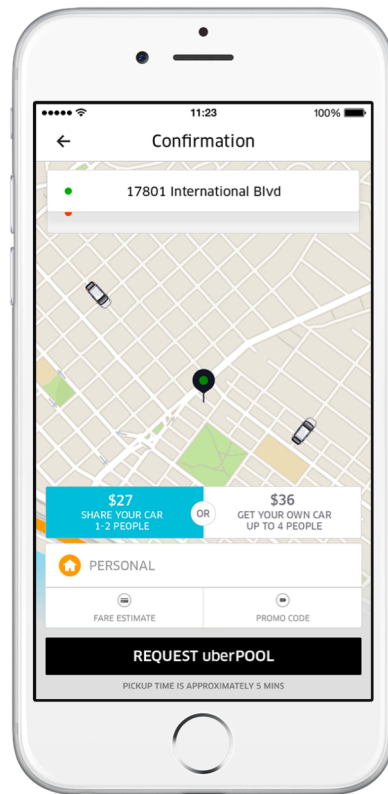 11:23
100%
Confirmation
17801 International Blvd
$27
SHARE YOUR CAR
1-2 PEOPLE
OR
$36
GET YOUR OWN CAR
UP TO 4 PEOPLE
PERSONAL
FARE ESTIMATE
PROMO CODE
REQUEST uberPOOL
PICKUP TIME IS APPROXIMATELY 5 MINS